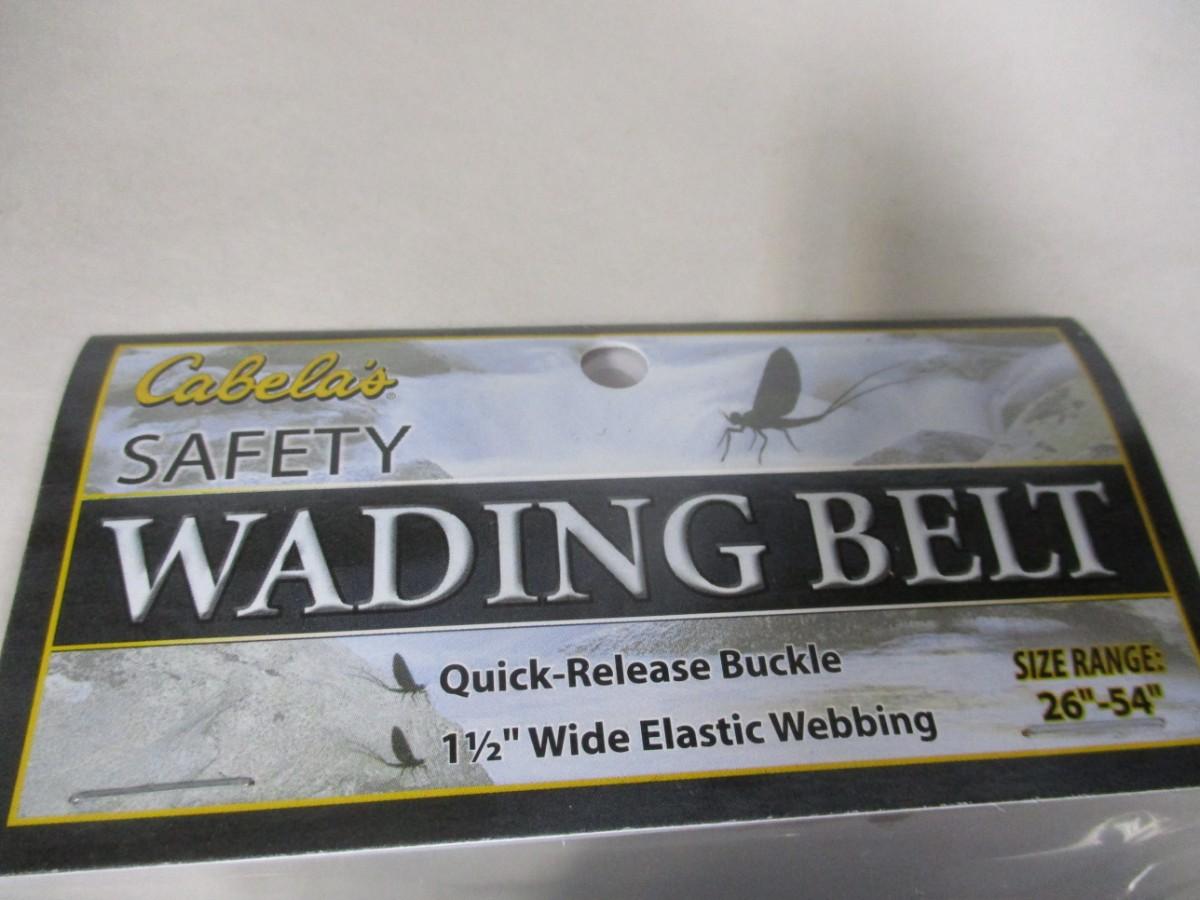 Cabela's®
SAFETY
WADING BELT
Quick-Release Buckle
1½" Wide Elastic Webbing
SIZE RANGE:
26"-54"